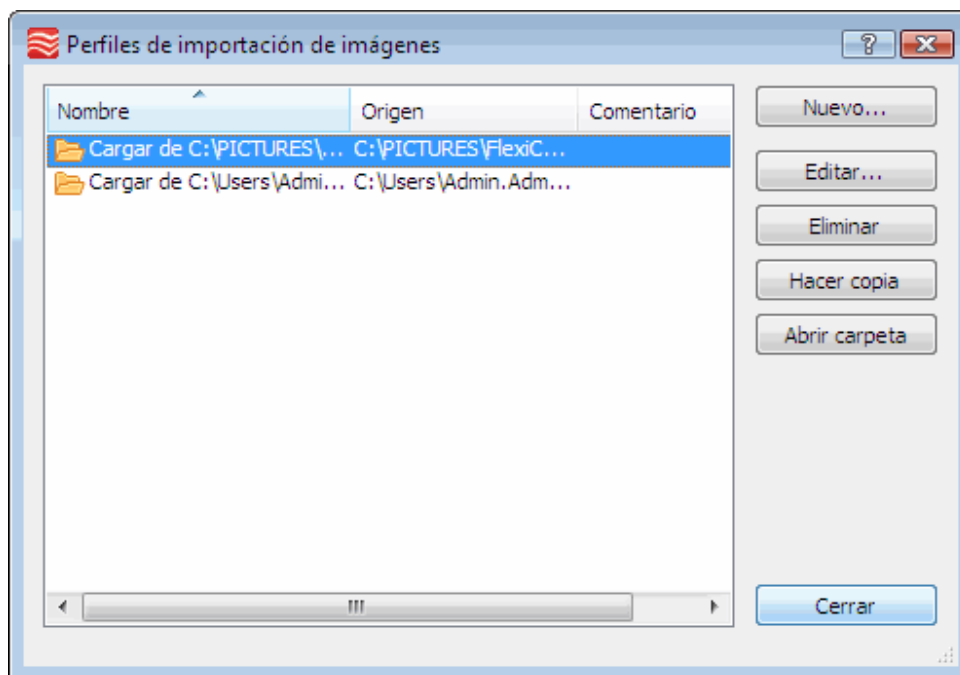 Perfiles de importación de imágenes
Nombre Origen Comentario
Cargar de C:\PICTURES\... C:\PICTURES\FlexiC...
Cargar de C:\Users\Admi... C:\Users\Admin.Adm...
Nuevo...
Editar...
Eliminar
Hacer copia
Abrir carpeta
Cerrar